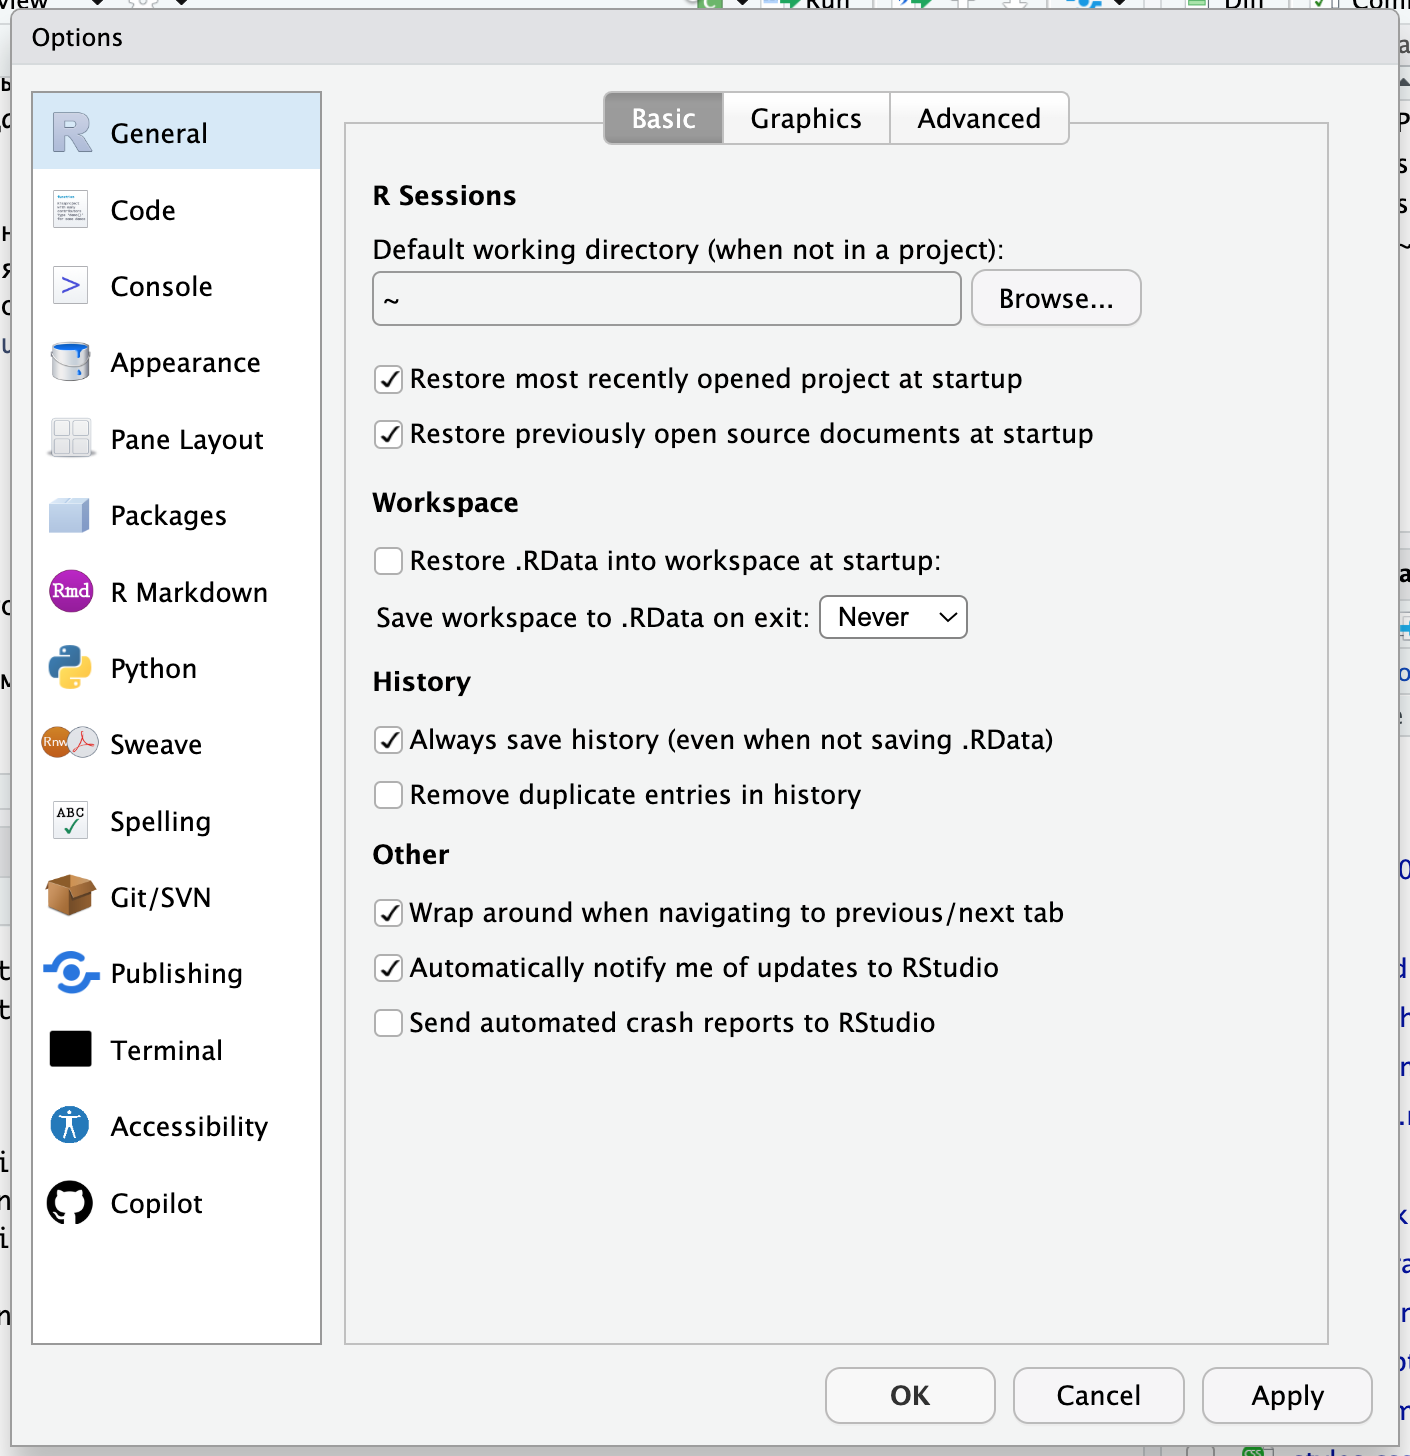 Options
General
Code
Console
Appearance
Pane Layout
Packages
Rmd
R Markdown
Python
Rnw
Sweave
ABC
Spelling
Git/SVN
Publishing
Terminal
Accessibility
Copilot
Basic
Graphics
Advanced
R Sessions
Default working directory (when not in a project):
~
Browse...
Restore most recently opened project at startup
Restore previously open source documents at startup
Workspace
Restore .RData into workspace at startup:
Save workspace to .RData on exit: Never
History
Always save history (even when not saving .RData)
Remove duplicate entries in history
Other
Wrap around when navigating to previous/next tab
Automatically notify me of updates to RStudio
Send automated crash reports to RStudio
OK
Cancel
Apply